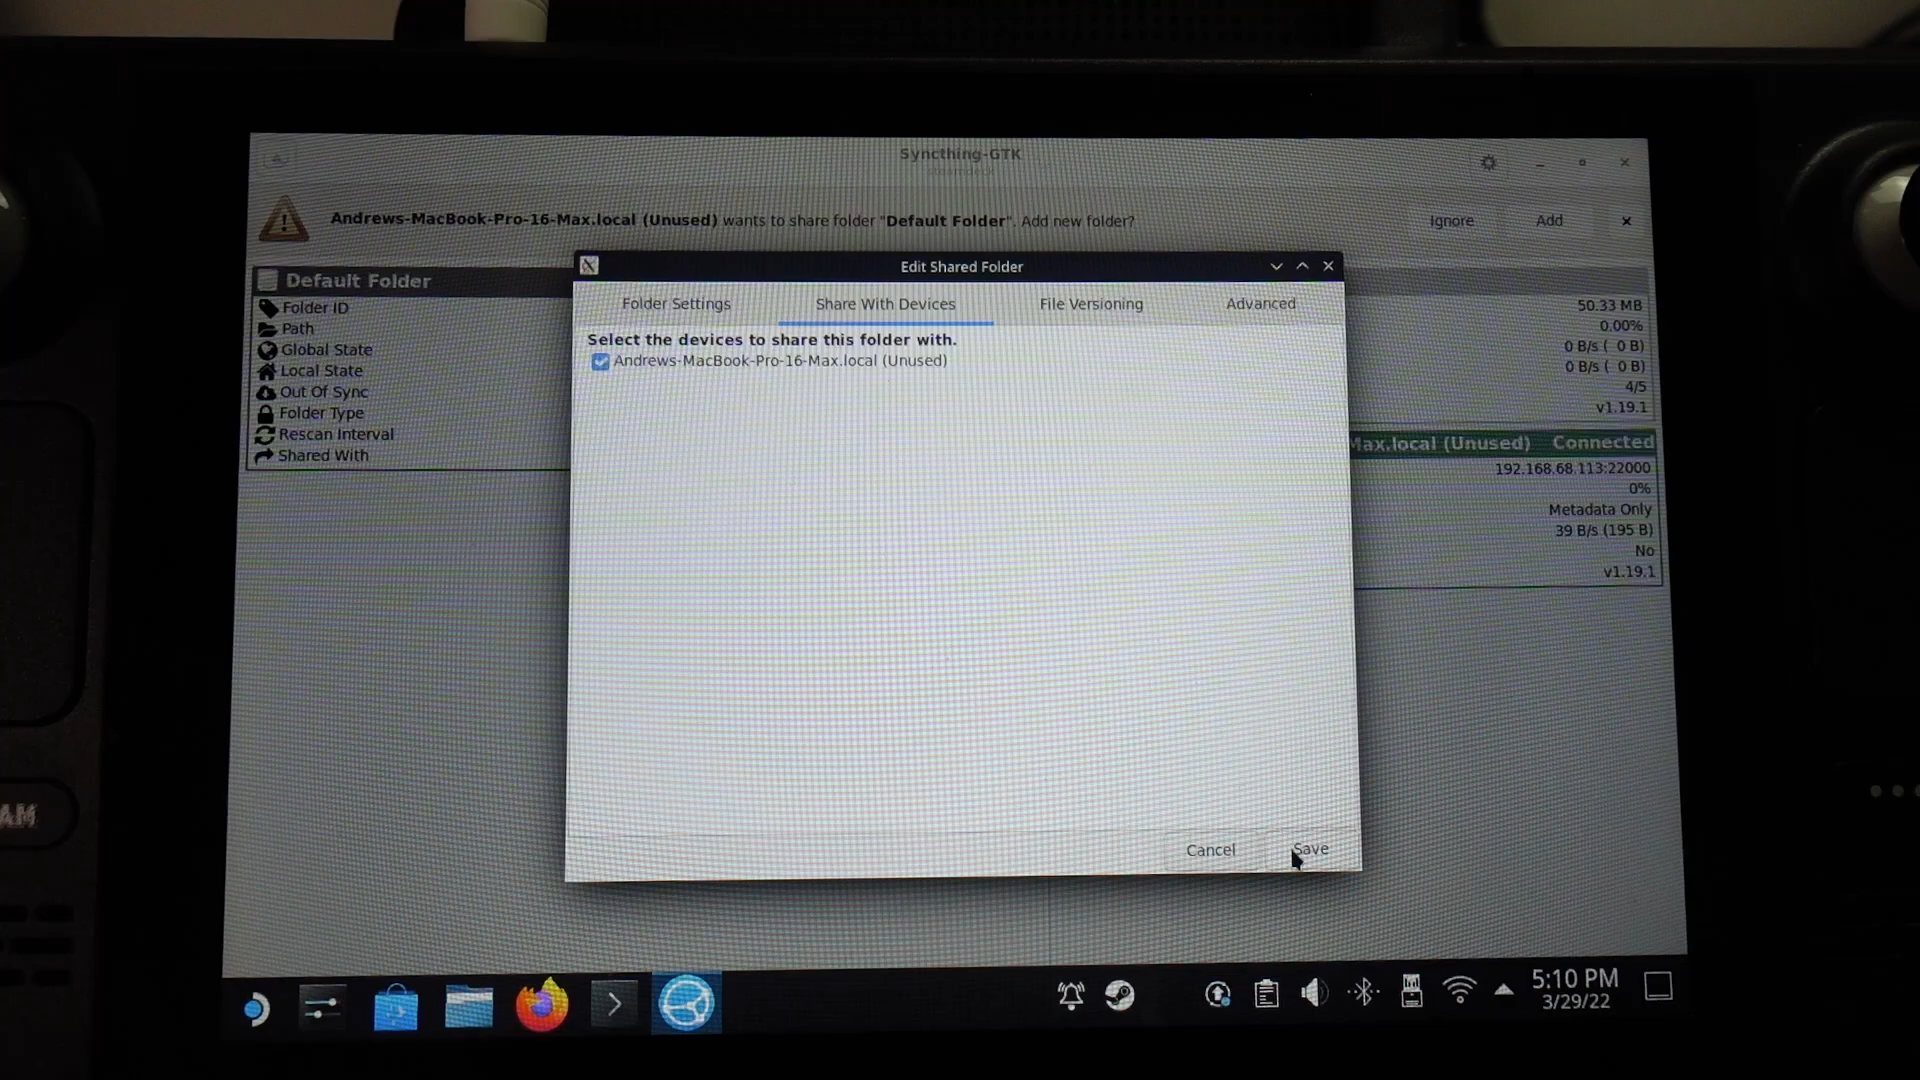 Syncthing-GTK
steamdeck
Andrews-MacBook-Pro-16-Max.local (Unused) wants to share folder "Default Folder". Add new folder?
Ignore
Add
Edit Shared Folder
Default Folder
Folder ID
Path
Global State
Local State
Out Of Sync
Folder Type
Rescan Interval
Shared With
Folder Settings
Share With Devices
File Versioning
Advanced
Select the devices to share this folder with.
Andrews-MacBook-Pro-16-Max.local (Unused)
50.33 MB
0.00%
0 B/s ( 0 B)
0 B/s ( 0 B)
4/5
v1.19.1
Max.local (Unused) Connected
192.168.68.113:22000
0%
Metadata Only
39 B/s (195 B)
No
v1.19.1
Cancel
Save
AM
5:10 PM
3/29/22